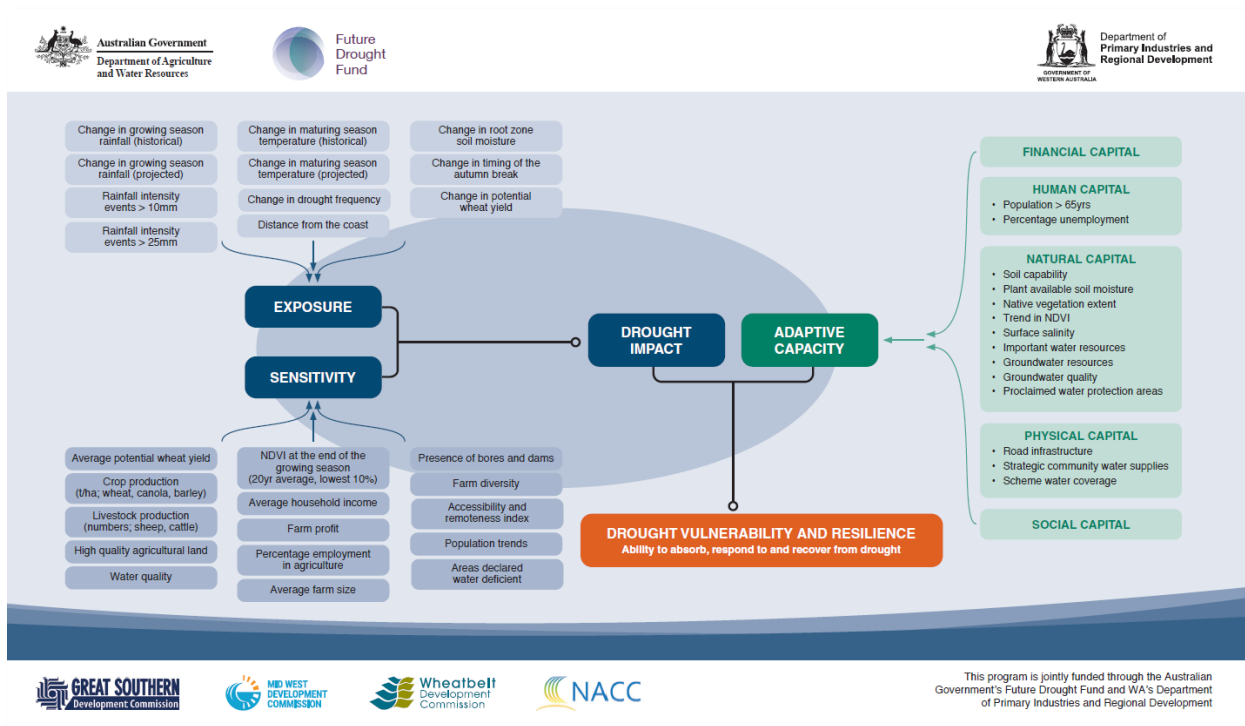 Australian Government
Department of Agriculture
and Water Resources
Future
Drought
Fund
GOVERNMENT OF
WESTERN AUSTRALIA
Department of
Primary Industries and
Regional Development
Change in growing season
rainfall (historical)
Change in growing season
rainfall (projected)
Rainfall intensity
events > 10mm
Rainfall intensity
events > 25mm
Change in maturing season
temperature (historical)
Change in maturing season
temperature (projected)
Change in drought frequency
Distance from the coast
Change in root zone
soil moisture
Change in timing of the
autumn break
Change in potential
wheat yield
EXPOSURE
SENSITIVITY
DROUGHT
IMPACT
ADAPTIVE
CAPACITY
FINANCIAL CAPITAL
HUMAN CAPITAL
• Population > 65yrs
• Percentage unemployment
NATURAL CAPITAL
• Soil capability
• Plant available soil moisture
• Native vegetation extent
• Trend in NDVI
• Surface salinity
• Important water resources
• Groundwater resources
• Groundwater quality
• Proclaimed water protection areas
PHYSICAL CAPITAL
• Road infrastructure
• Strategic community water supplies
• Scheme water coverage
SOCIAL CAPITAL
Average potential wheat yield
Crop production
(t/ha; wheat, canola, barley)
Livestock production
(numbers; sheep, cattle)
High quality agricultural land
Water quality
NDVI at the end of the
growing season
(20yr average, lowest 10%)
Average household income
Farm profit
Percentage employment
in agriculture
Average farm size
Presence of bores and dams
Farm diversity
Accessibility and
remoteness index
Population trends
Areas declared
water deficient
DROUGHT VULNERABILITY AND RESILIENCE
Ability to absorb, respond to and recover from drought
GREAT SOUTHERN
Development Commission
MID WEST
DEVELOPMENT
COMMISSION
Wheatbelt
Development
Commission
NACC
This program is jointly funded through the Australian
Government's Future Drought Fund and WA's Department
of Primary Industries and Regional Development